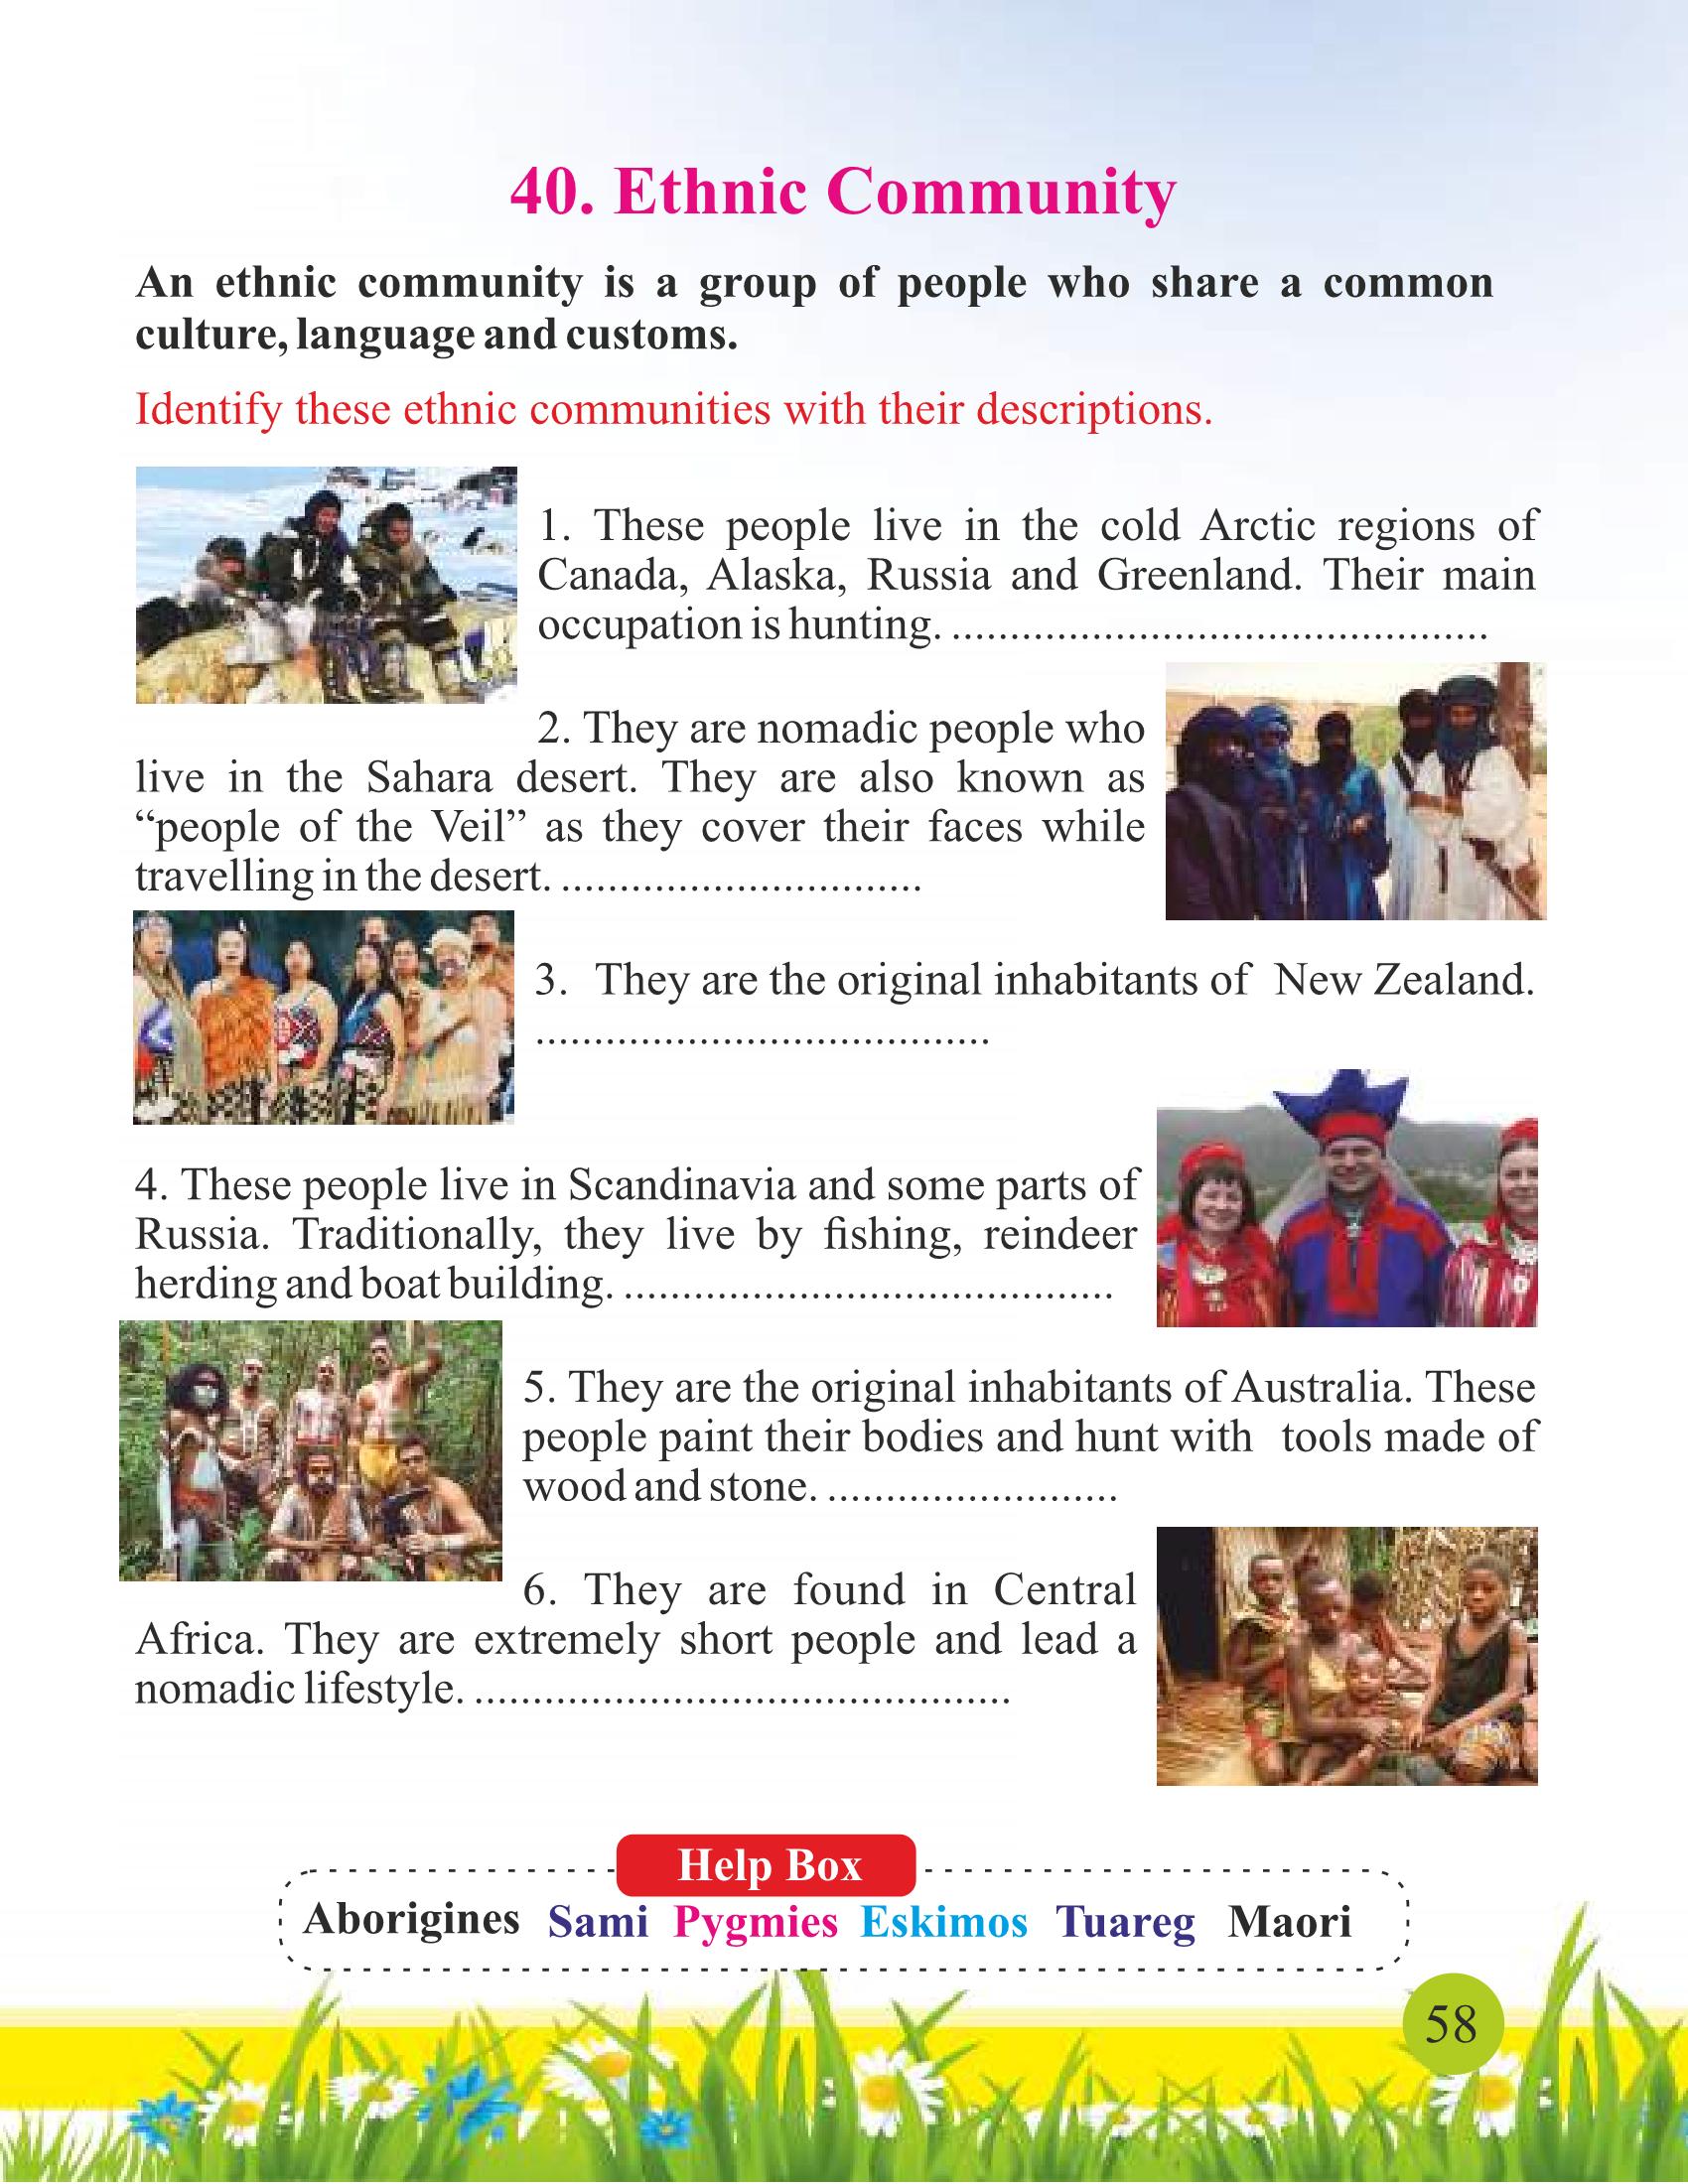 40. Ethnic Community
An ethnic community is a group of people who share a common
culture, language and customs.
Identify these ethnic communities with their descriptions.
1. These people live in the cold Arctic regions of
Canada, Alaska, Russia and Greenland. Their main
occupation is hunting. ..............................................
2. They are nomadic people who
live in the Sahara desert. They are also known as
“people of the Veil” as they cover their faces while
travelling in the desert. ...............................
3. They are the original inhabitants of New Zealand.
.......................................
4. These people live in Scandinavia and some parts of
Russia. Traditionally, they live by fishing, reindeer
herding and boat building. ..........................................
5. They are the original inhabitants of Australia. These
people paint their bodies and hunt with tools made of
wood and stone. .........................
6. They are found in Central
Africa. They are extremely short people and lead a
nomadic lifestyle. ..............................................
Help Box
Aborigines Sami Pygmies Eskimos Tuareg Maori
58